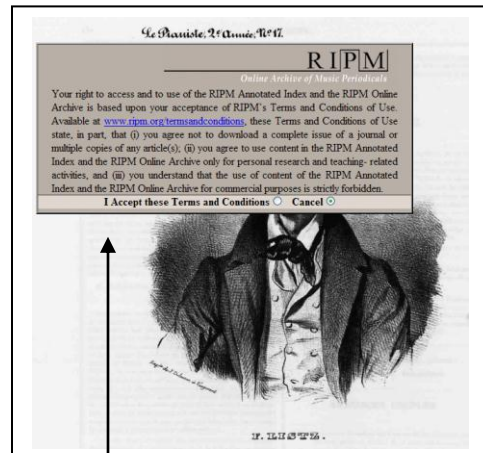 Le Pianiste, 2e Année, No 17.
RIPM
Online Archive of Music Periodicals
Your right to access and to use of the RIPM Annotated Index and the RIPM Online
Archive is based upon your acceptance of RIPM's Terms and Conditions of Use.
Available at www.ripm.org/termsandconditions, these Terms and Conditions of Use
state, in part, that (i) you agree not to download a complete issue of a journal or
multiple copies of any article(s); (ii) you agree to use content in the RIPM Annotated
Index and the RIPM Online Archive only for personal research and teaching- related
activities, and (iii) you understand that the use of content of the RIPM Annotated
Index and the RIPM Online Archive for commercial purposes is strictly forbidden.
I Accept these Terms and Conditions Cancel
F. LISTZ.